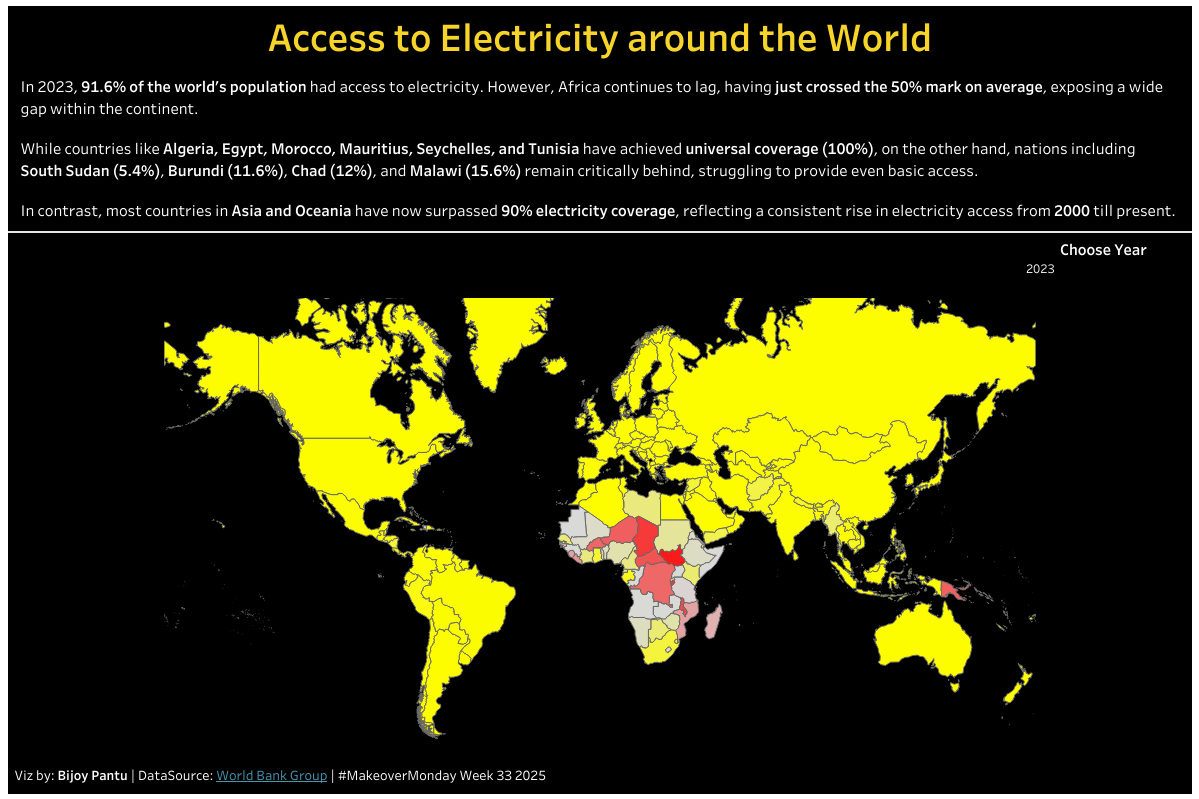 Access to Electricity around the World
In 2023, 91.6% of the world's population had access to electricity. However, Africa continues to lag, having just crossed the 50% mark on average, exposing a wide
gap within the continent.
While countries like Algeria, Egypt, Morocco, Mauritius, Seychelles, and Tunisia have achieved universal coverage (100%), on the other hand, nations including
South Sudan (5.4%), Burundi (11.6%), Chad (12%), and Malawi (15.6%) remain critically behind, struggling to provide even basic access.
In contrast, most countries in Asia and Oceania have now surpassed 90% electricity coverage, reflecting a consistent rise in electricity access from 2000 till present.
Choose Year
2023
Viz by: Bijoy Pantu | DataSource: World Bank Group | #MakeoverMonday Week 33 2025